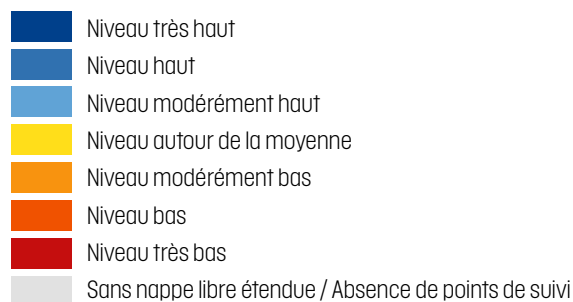 Niveau très haut
Niveau haut
Niveau modérément haut
Niveau autour de la moyenne
Niveau modérément bas
Niveau bas
Niveau très bas
Sans nappe libre étendue / Absence de points de suivi